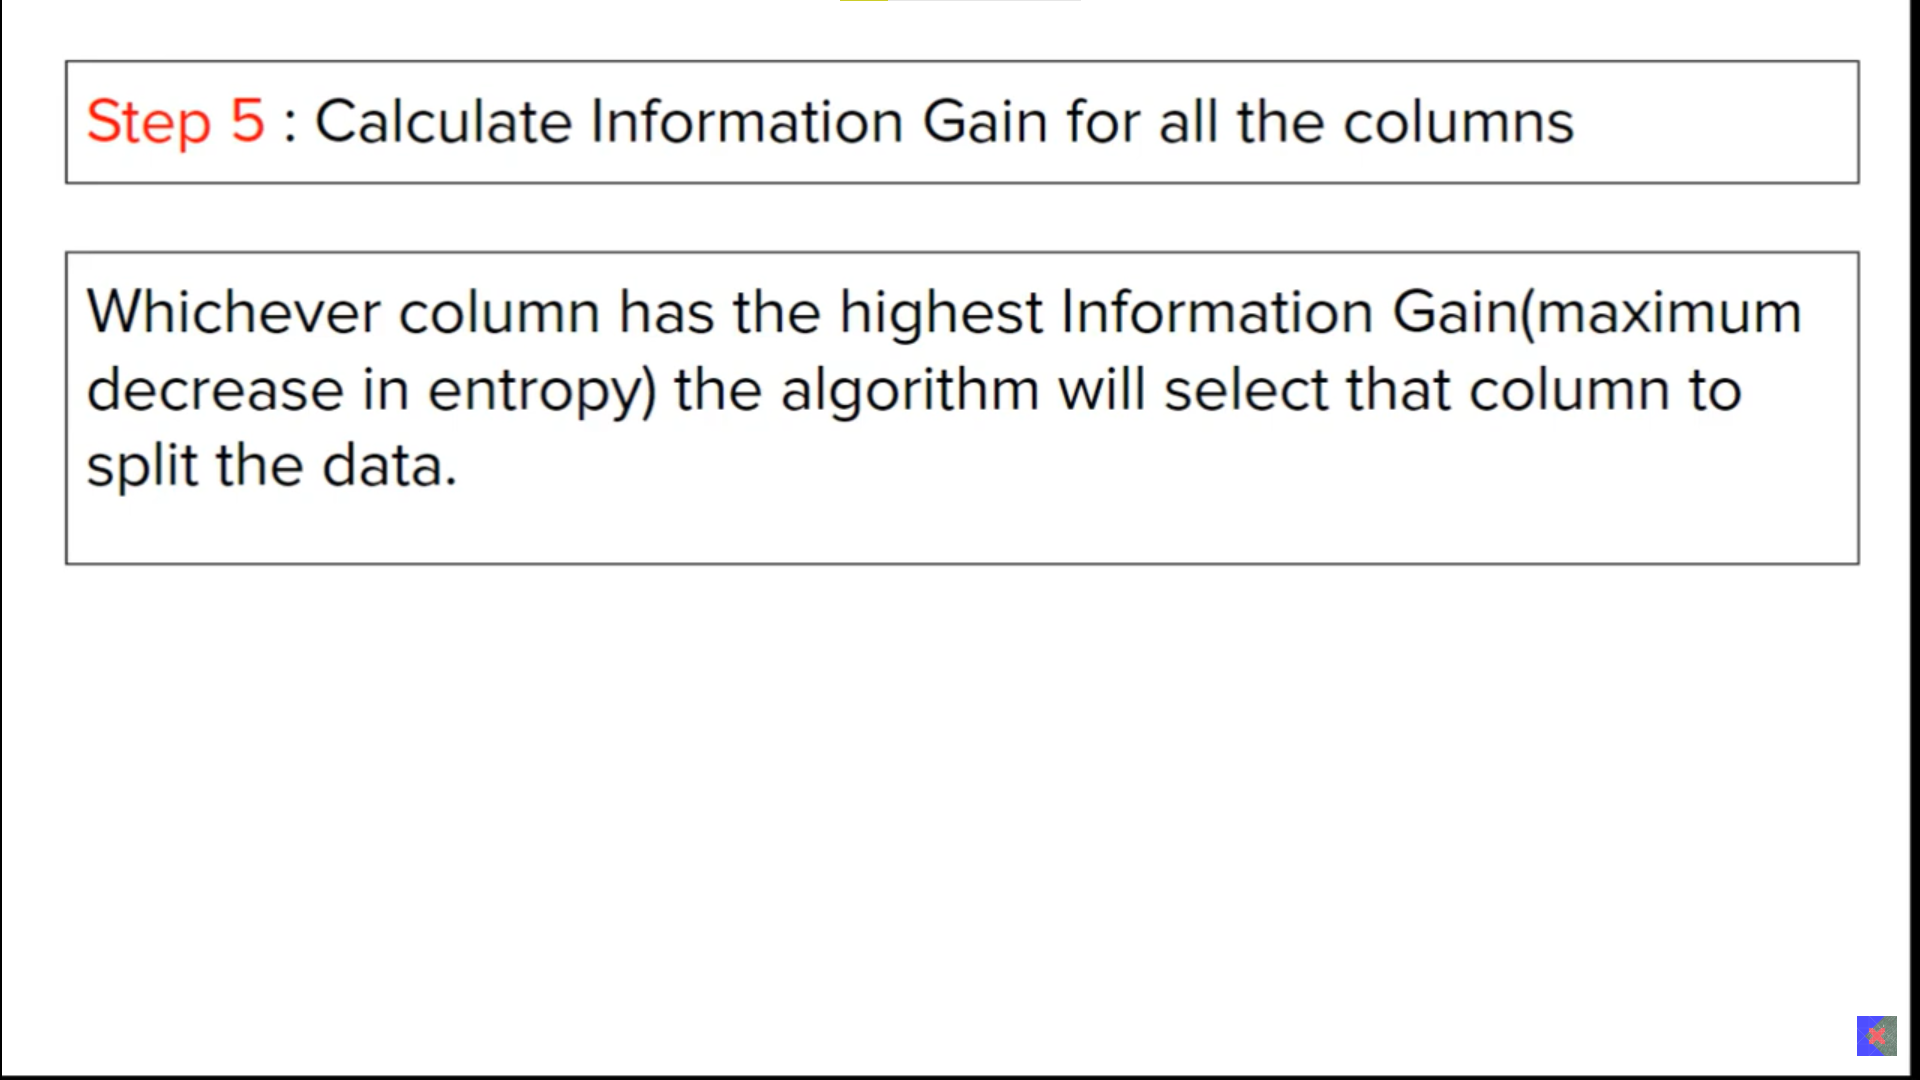 Step 5 : Calculate Information Gain for all the columns
Whichever column has the highest Information Gain(maximum
decrease in entropy) the algorithm will select that column to
split the data.